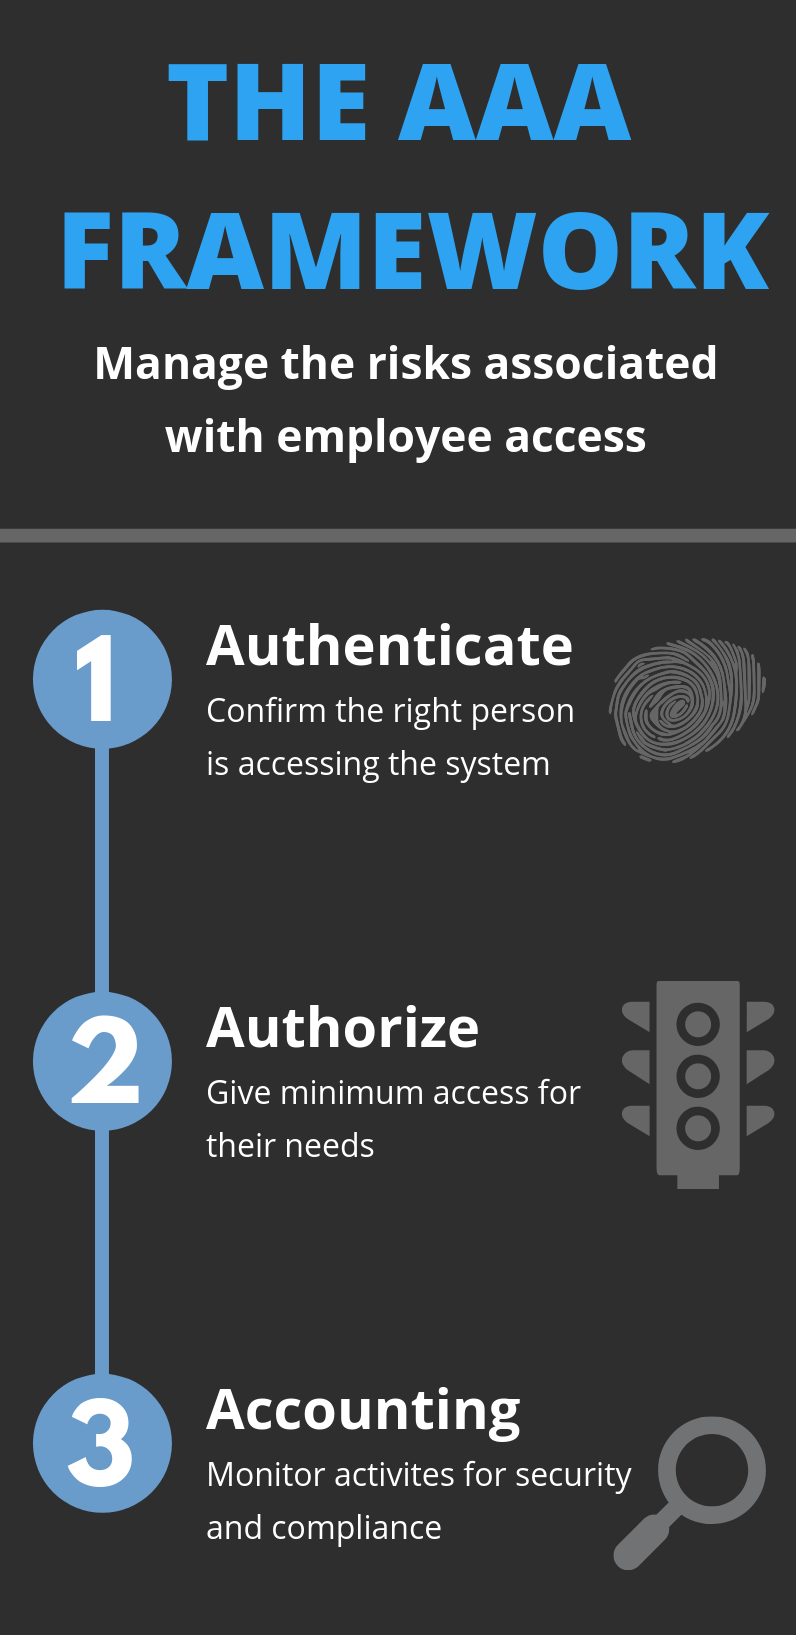 THE AAA
FRAMEWORK
Manage the risks associated
with employee access
1
Authenticate
Confirm the right person
is accessing the system
2
Authorize
Give minimum access for
their needs
3
Accounting
Monitor activites for security
and compliance